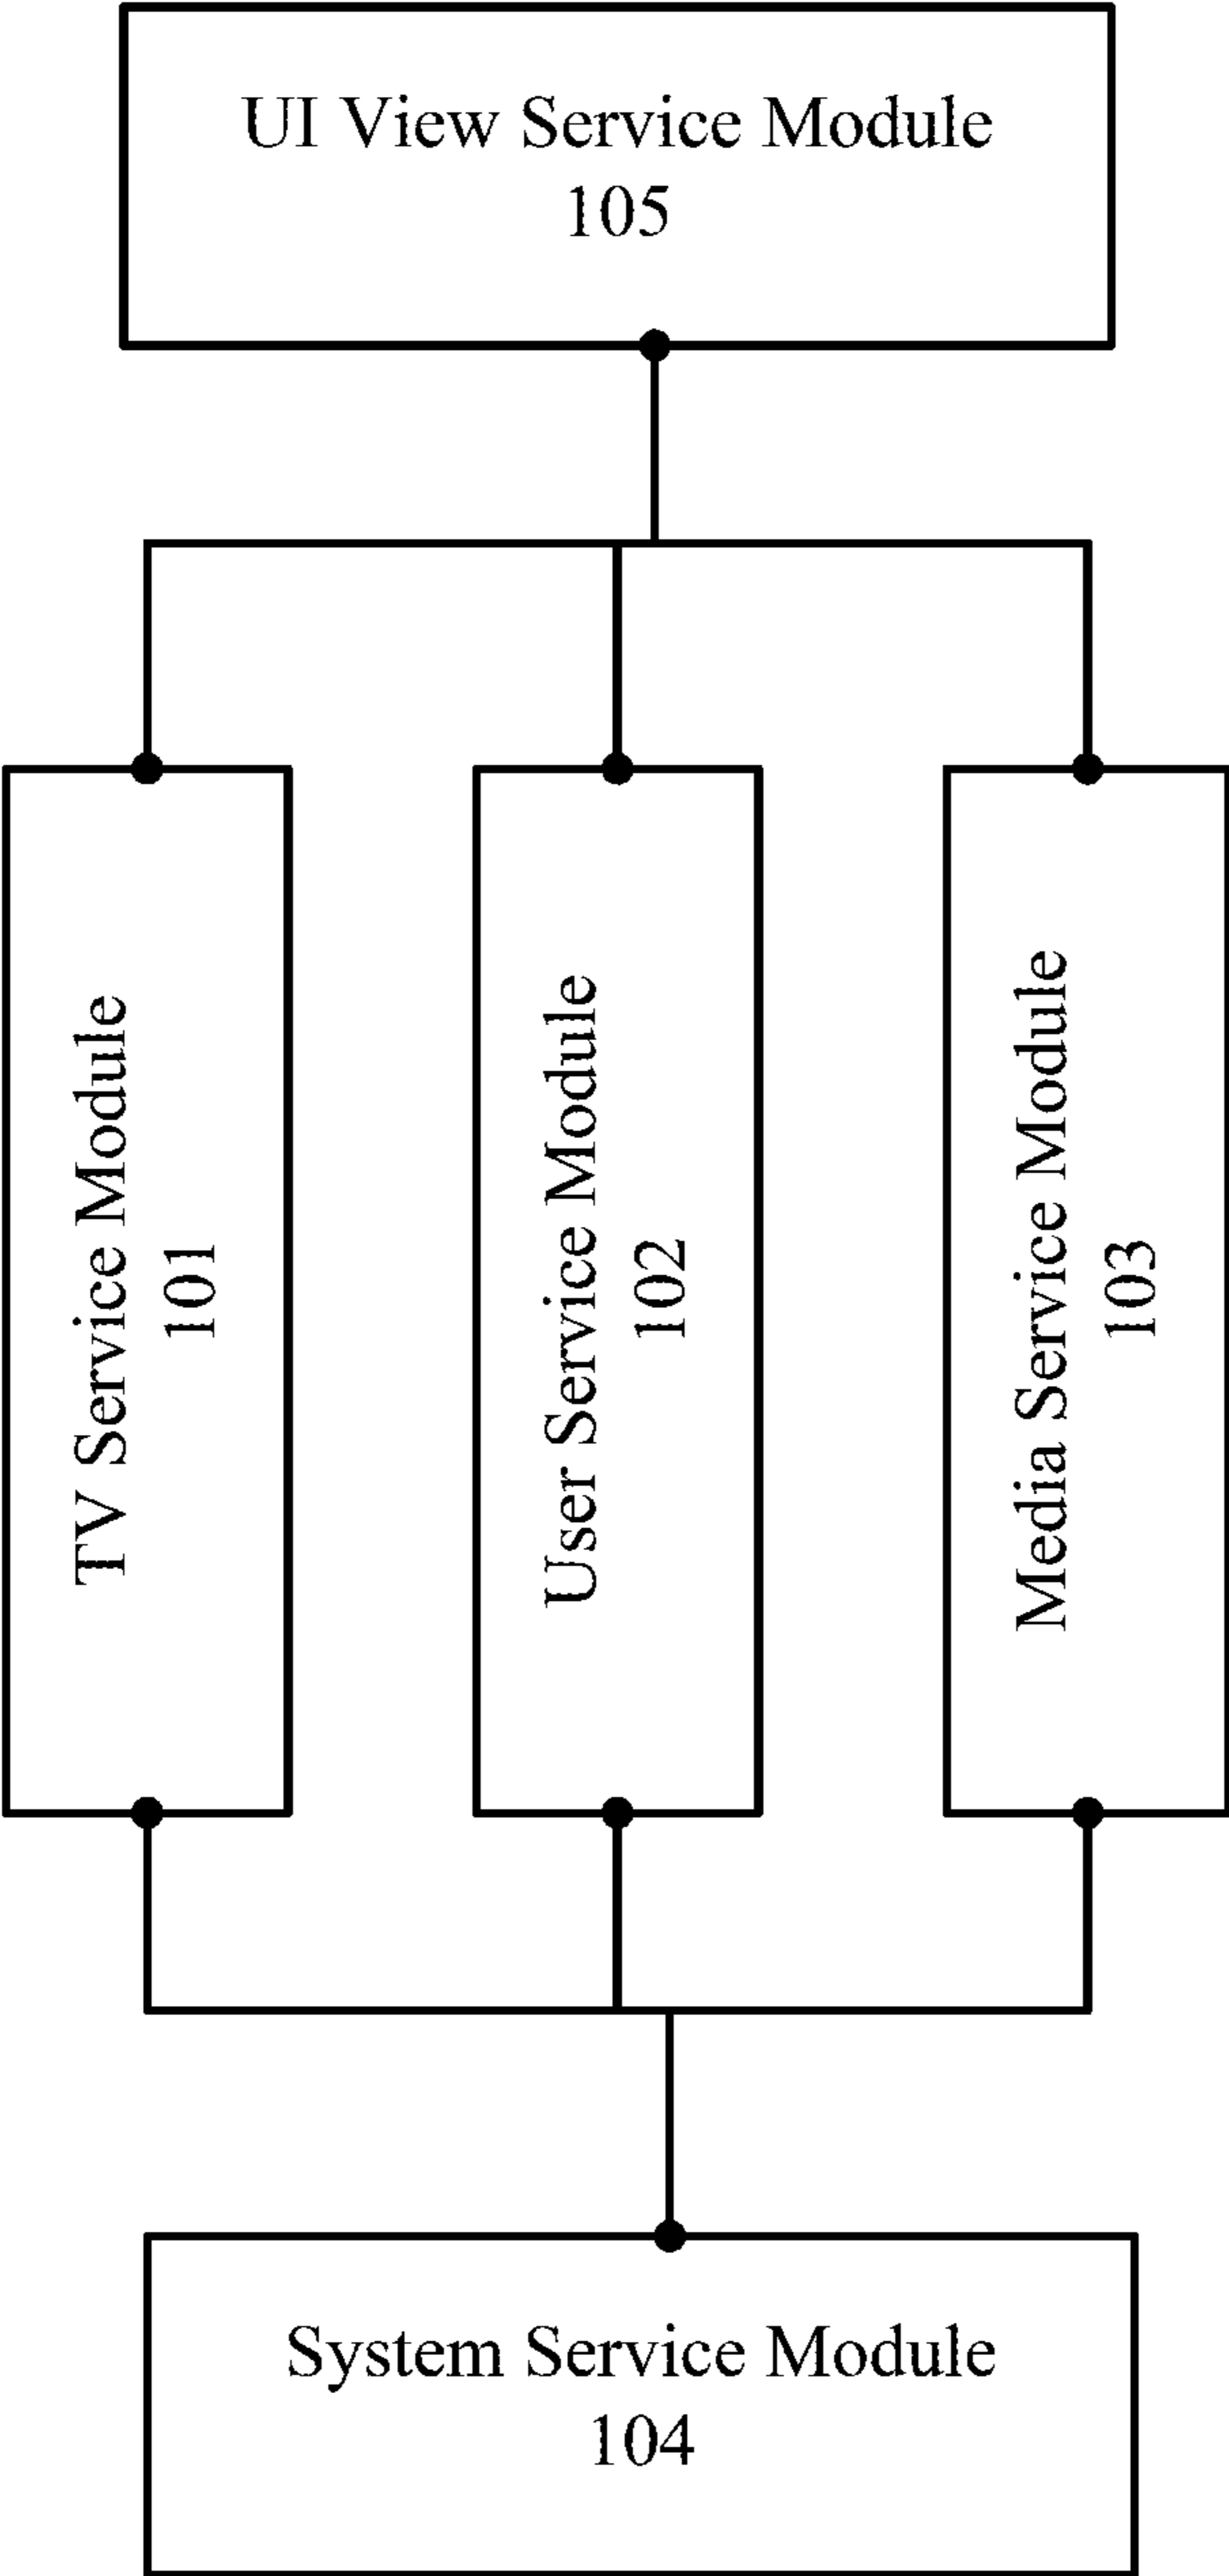 UI View Service Module
105
TV Service Module
101
User Service Module
102
Media Service Module
103
System Service Module
104